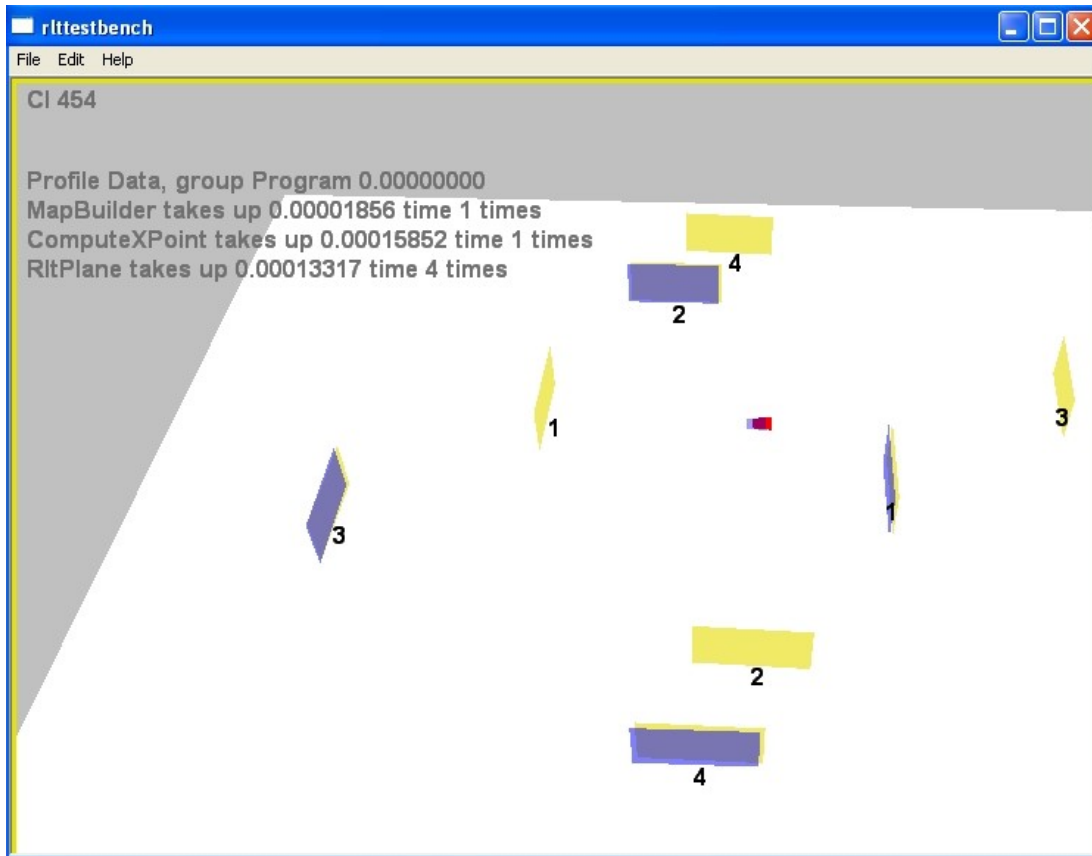 rlttestbench
File Edit Help
CI 454
Profile Data, group Program 0.00000000
MapBuilder takes up 0.00001856 time 1 times
ComputeXPoint takes up 0.00015852 time 1 times
RltPlane takes up 0.00013317 time 4 times
4
2
1
3
1
3
2
4